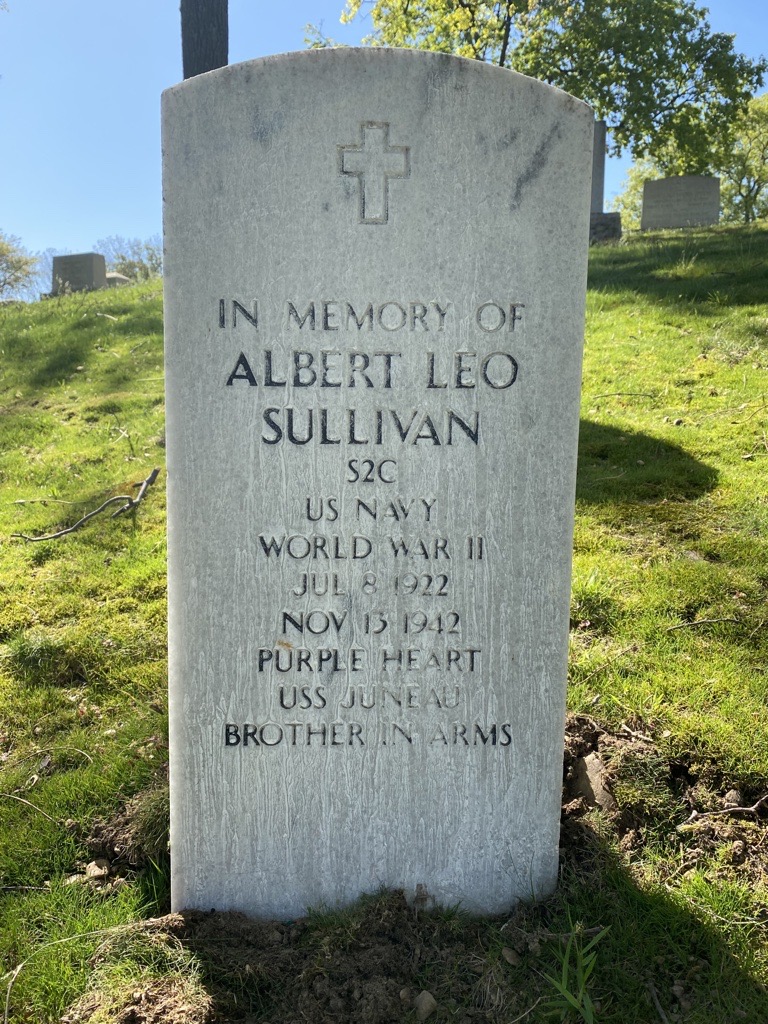 IN MEMORY OF
ALBERT LEO
SULLIVAN
S2C
US NAVY
WORLD WAR II
JUL 8 1922
NOV 13 1942
PURPLE HEART
USS JUNEAU
BROTHER IN ARMS